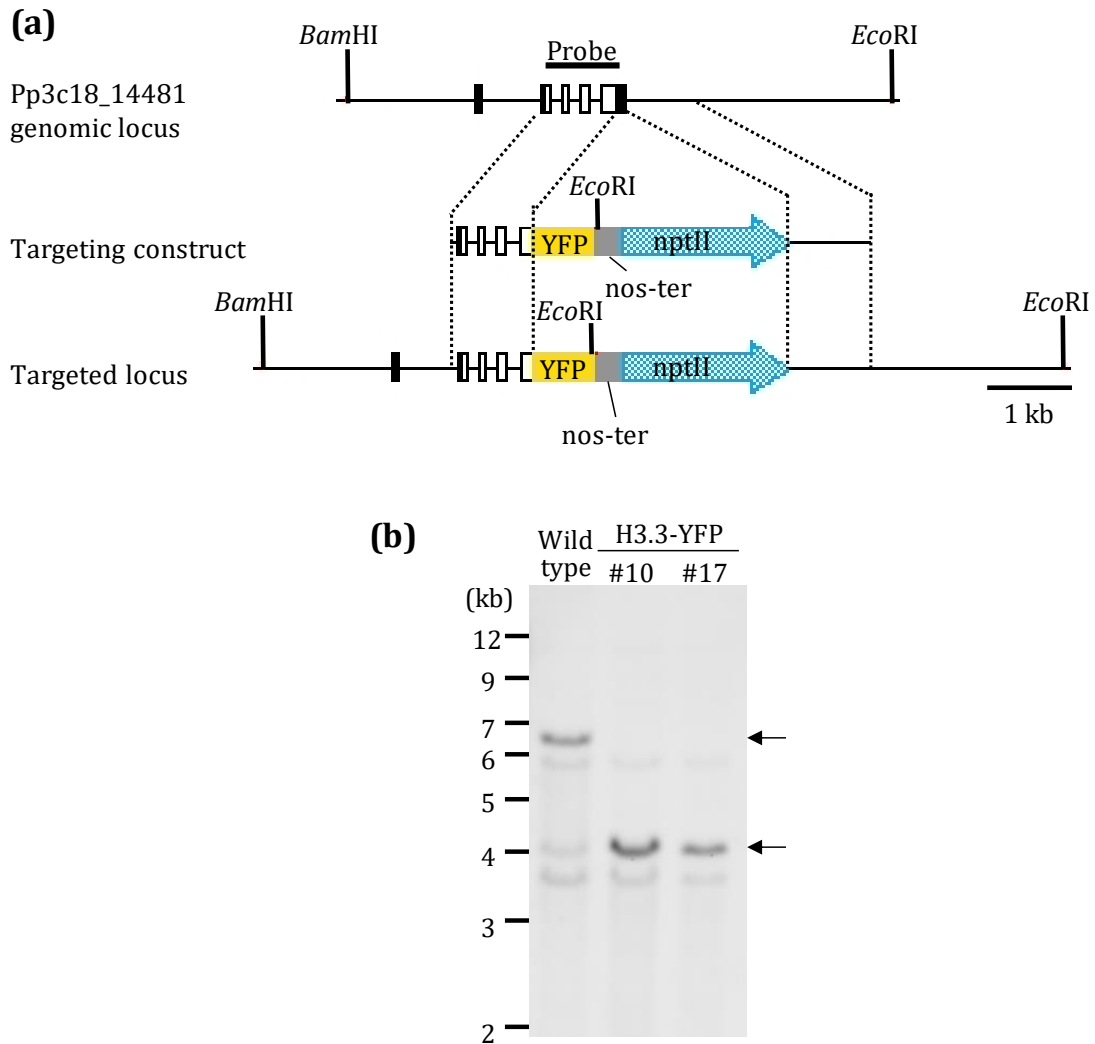 (a)
BamHI
Probe
EcoRI
Pp3c18_14481
genomic locus
EcoRI
Targeting construct
YFP
nptII
nos-ter
BamHI
EcoRI
EcoRI
Targeted locus
YFP
nptII
1 kb
nos-ter
(b)
Wild
type
H3.3-YFP
#10 #17
(kb)
12
9
7
6
5
4
3
2